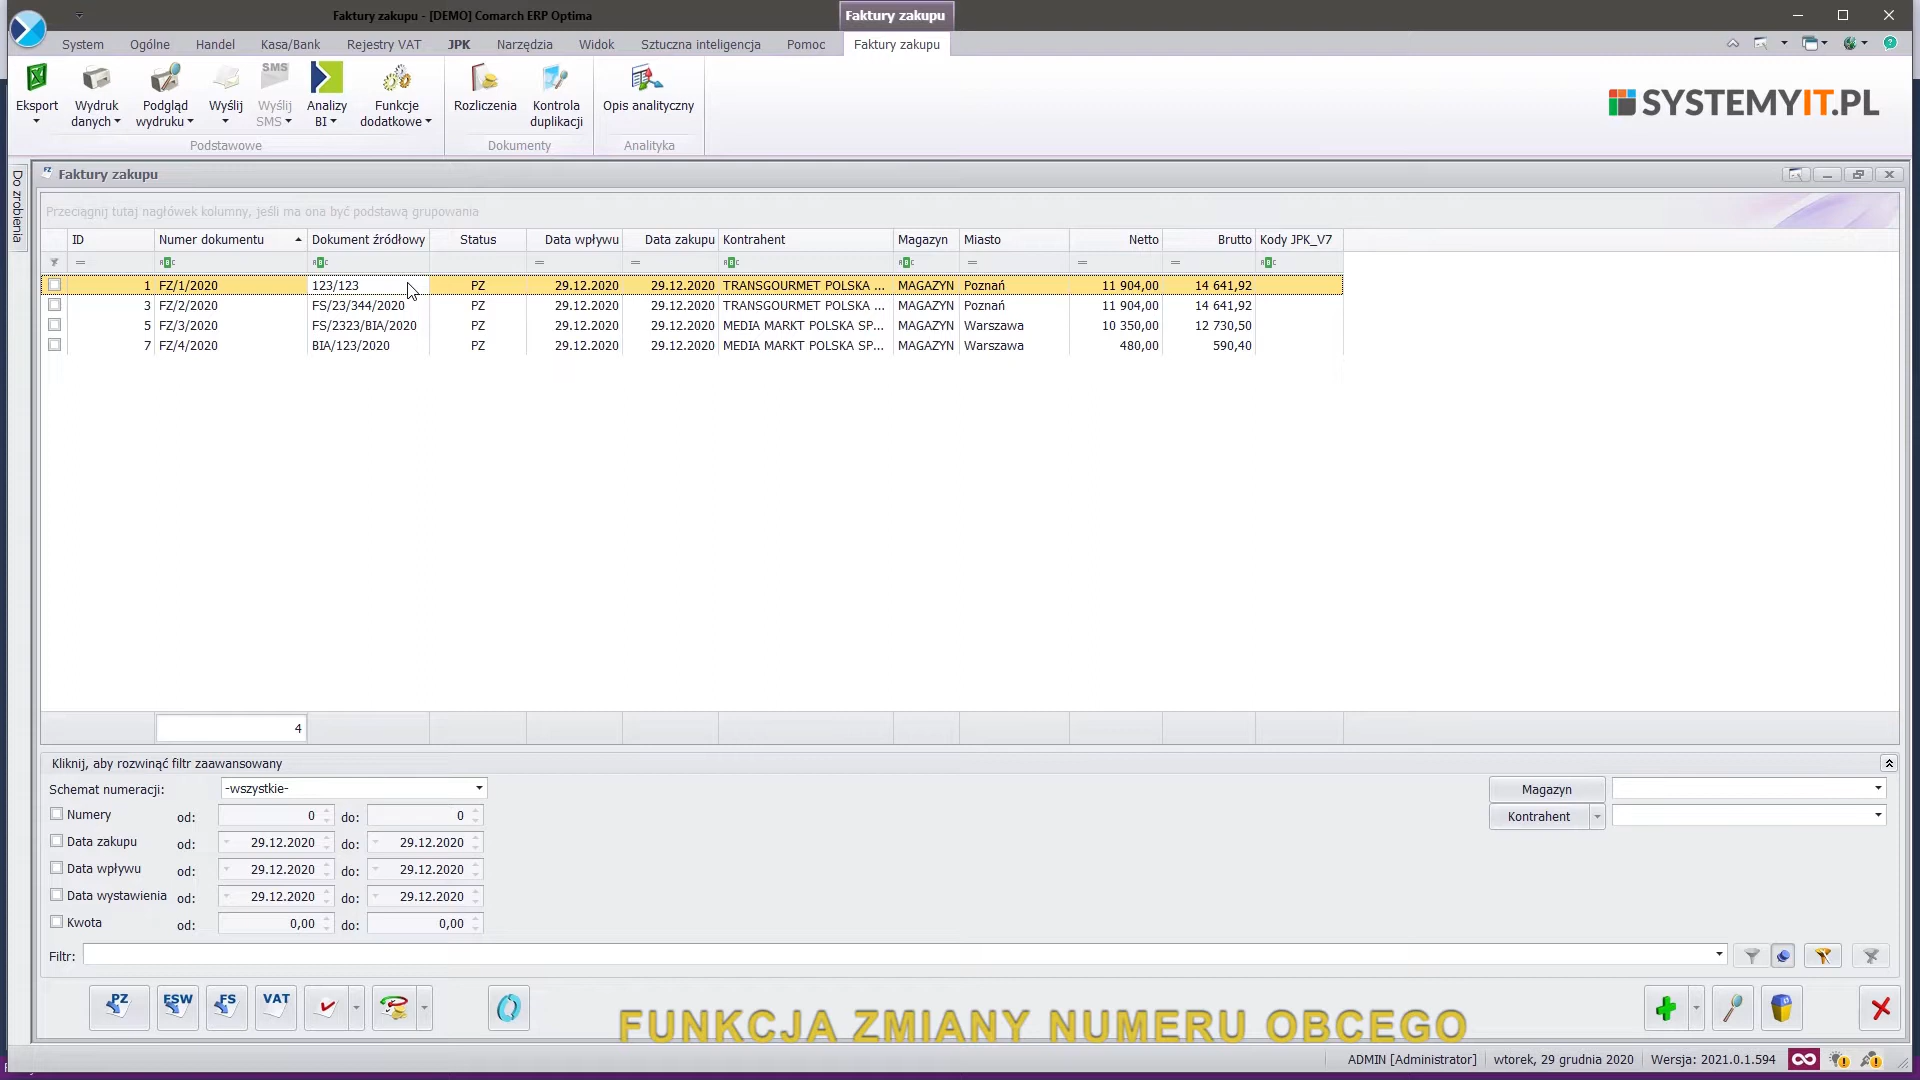 Faktury zakupu - [DEMO] Comarch ERP Optima
Faktury zakupu
System Ogólne Handel Kasa/Bank Rejestry VAT JPK Narzędzia Widok Sztuczna inteligencja Pomoc Faktury zakupu
SMS
Eksport Wydruk danych Podgląd wydruku Wyślij Wyślij SMS Analizy BI Funkcje dodatkowe Rozliczenia Kontrola duplikacji Opis analityczny
SYSTEMYIT.PL
Podstawowe Dokumenty Analityka
Do zrobienia
Faktury zakupu
Przeciągnij tutaj nagłówek kolumny, jeśli ma ona być podstawą grupowania
ID Numer dokumentu Dokument źródłowy Status Data wpływu Data zakupu Kontrahent Magazyn Miasto Netto Brutto Kody JPK_V7
1 FZ/1/2020 123/123 PZ 29.12.2020 29.12.2020 TRANSGOURMET POLSKA ... MAGAZYN Poznań 11 904,00 14 641,92
3 FZ/2/2020 FS/23/344/2020 PZ 29.12.2020 29.12.2020 TRANSGOURMET POLSKA ... MAGAZYN Poznań 11 904,00 14 641,92
5 FZ/3/2020 FS/2323/BIA/2020 PZ 29.12.2020 29.12.2020 MEDIA MARKT POLSKA SP... MAGAZYN Warszawa 10 350,00 12 730,50
7 FZ/4/2020 BIA/123/2020 PZ 29.12.2020 29.12.2020 MEDIA MARKT POLSKA SP... MAGAZYN Warszawa 480,00 590,40
4
Kliknij, aby rozwinąć filtr zaawansowany
Schemat numeracji: -wszystkie- Magazyn
Numery od: 0 do: 0 Kontrahent
Data zakupu od: 29.12.2020 do: 29.12.2020
Data wpływu od: 29.12.2020 do: 29.12.2020
Data wystawienia od: 29.12.2020 do: 29.12.2020
Kwota od: 0,00 do: 0,00
Filtr:
PZ FSW FS VAT
FUNKCJA ZMIANY NUMERU OBCEGO
ADMIN [Administrator] wtorek, 29 grudnia 2020 Wersja: 2021.0.1.594